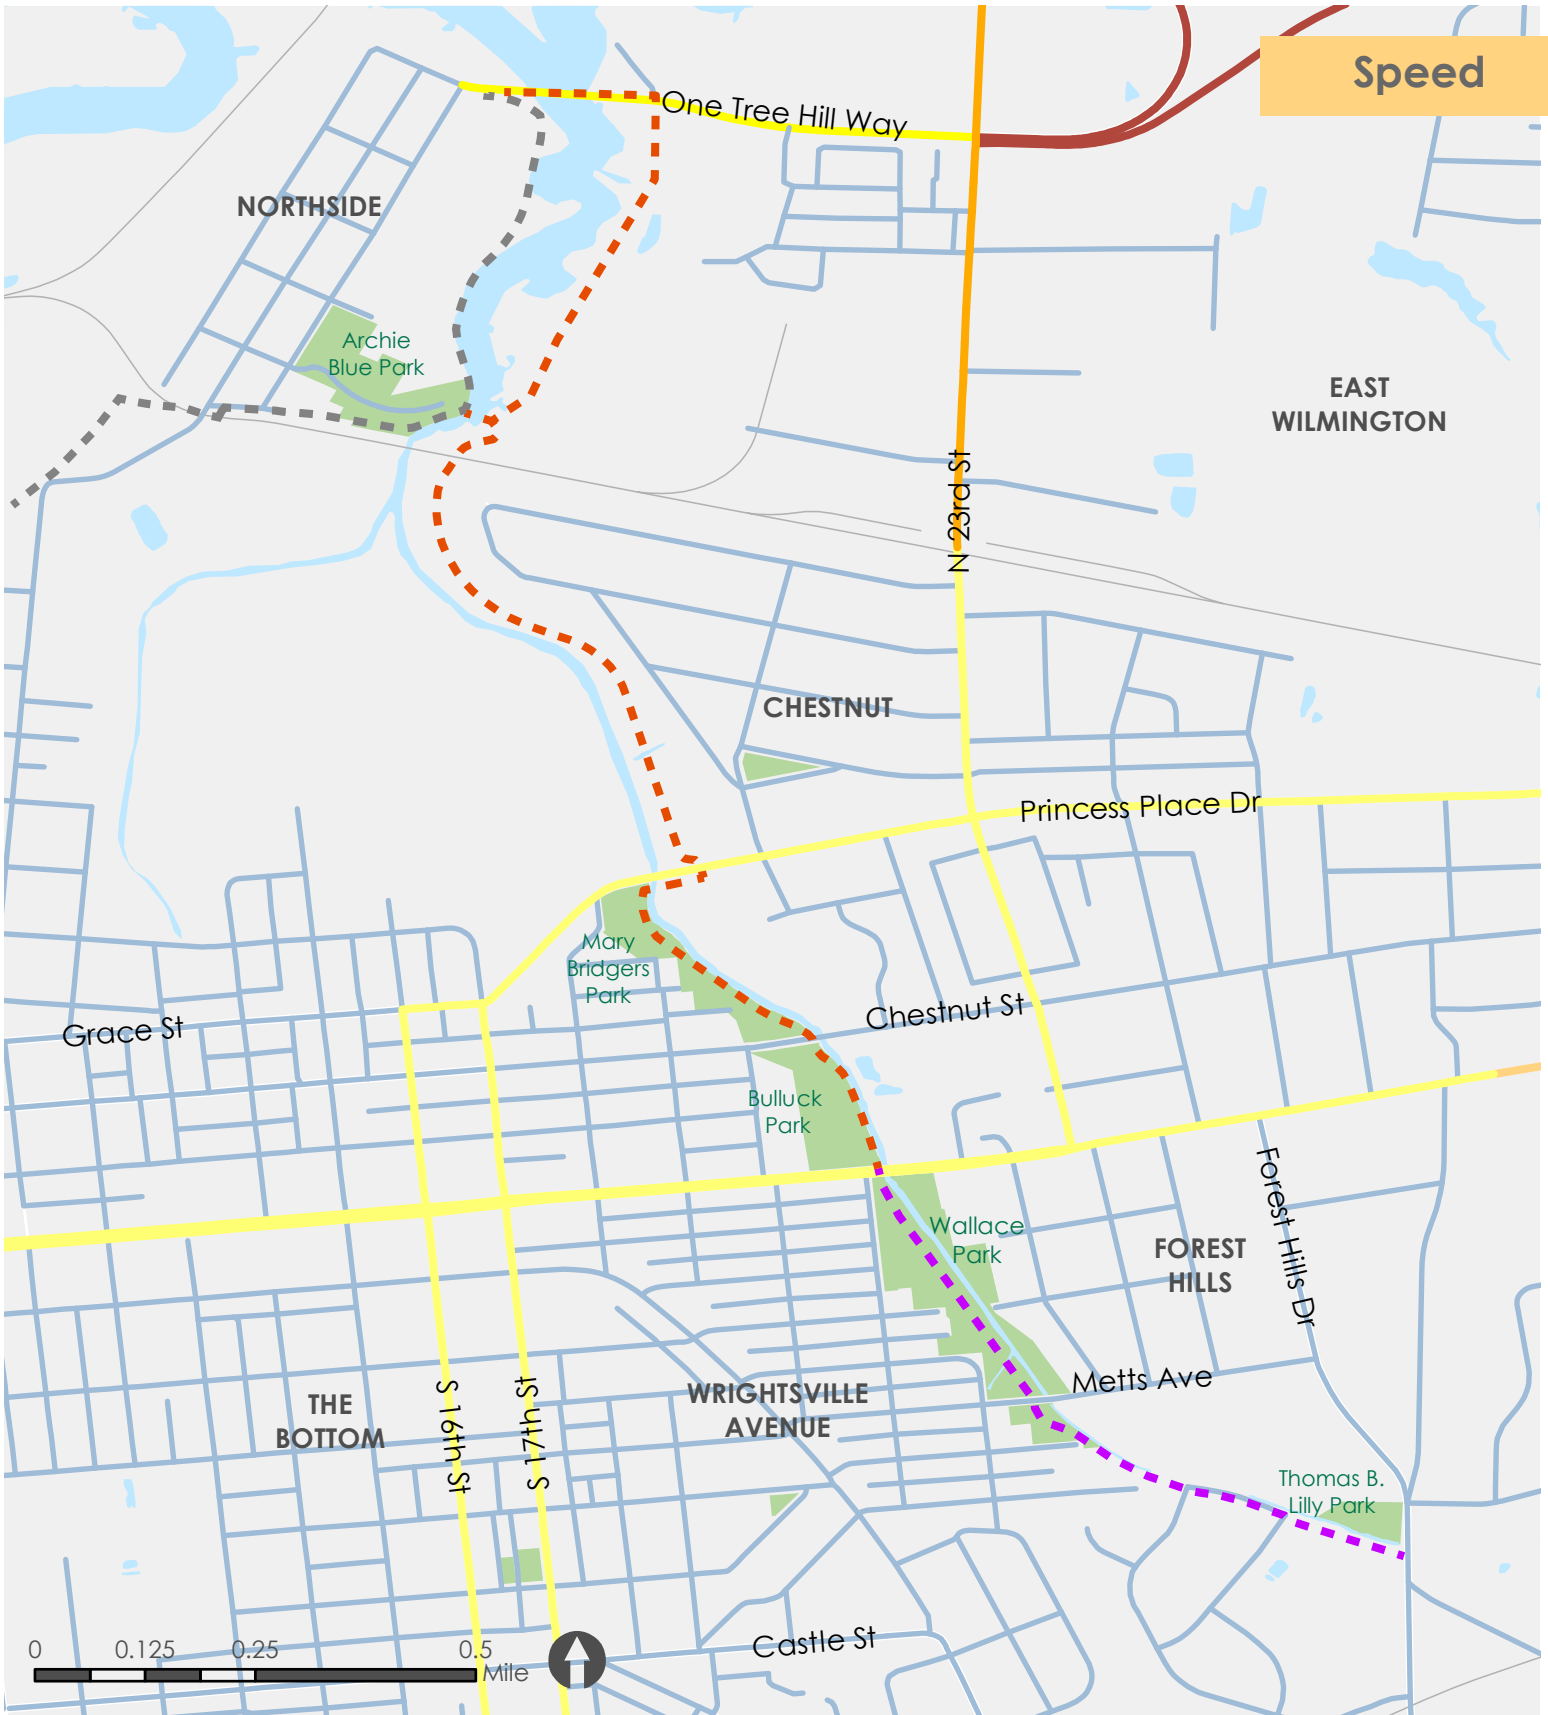 Speed
One Tree Hill Way
NORTHSIDE
Archie
Blue Park
EAST
WILMINGTON
N 23rd St
CHESTNUT
Princess Place Dr
Mary
Bridgers
Park
Chestnut St
Grace St
Bulluck
Park
Forest Hills Dr
Wallace
Park
FOREST
HILLS
Metts Ave
WRIGHTSVILLE
AVENUE
THE
BOTTOM
S 16th St
S 17th St
Thomas B.
Lilly Park
Castle St
0 0.125 0.25 0.5
Mile